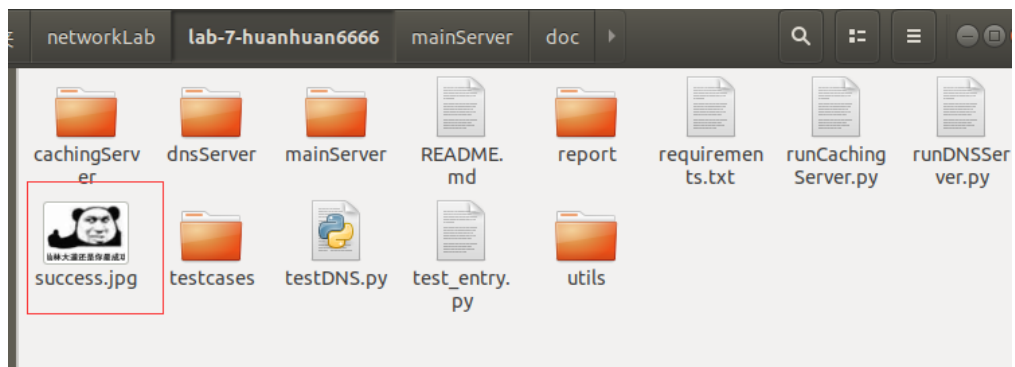 networkLab
lab-7-huanhuan6666
mainServer
doc
cachingServ
er
dnsServer
mainServer
README.
md
report
requiremen
ts.txt
runCaching
Server.py
runDNSSer
ver.py
success.jpg
testcases
testDNS.py
test_entry.
py
utils